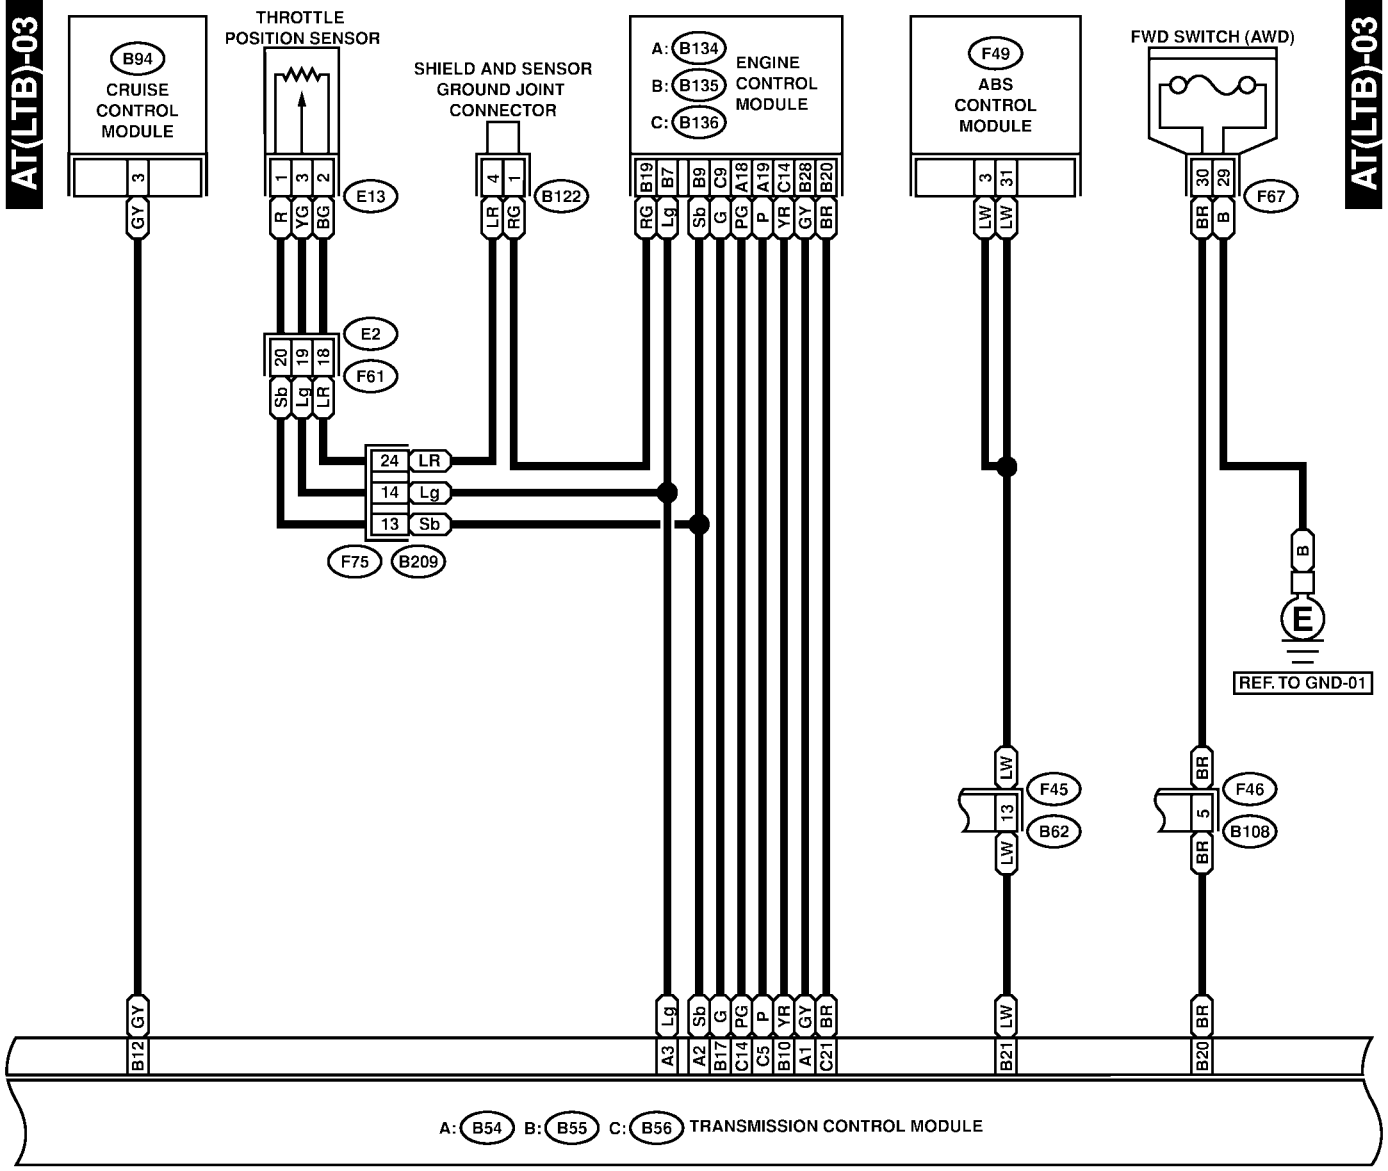 AT(LTB)-03
AT(LTB)-03
B94
CRUISE
CONTROL
MODULE
THROTTLE
POSITION SENSOR
SHIELD AND SENSOR
GROUND JOINT
CONNECTOR
A: B134
B: B135
C: B136
ENGINE
CONTROL
MODULE
F49
ABS
CONTROL
MODULE
FWD SWITCH (AWD)
3
1 3 2
E13
4 1
B122
B19 B7 B9 C9 A18 A19 C14 B28 B20
3 31
30 29
F67
GY
R YG BG
LR RG
RG Lg Sb G PG P YR GY BR
LW LW
BR B
E2
20 19 18
F61
Sb Lg LR
24 LR
14 Lg
13 Sb
F75 B209
B
E
REF. TO GND-01
LW
F45
13
B62
LW
BR
F46
5
B108
BR
GY Lg Sb G PG P YR GY BR LW BR
B12 A3 A2 B17 C14 C5 B10 A1 C21 B21 B20
A: B54 B: B55 C: B56 TRANSMISSION CONTROL MODULE